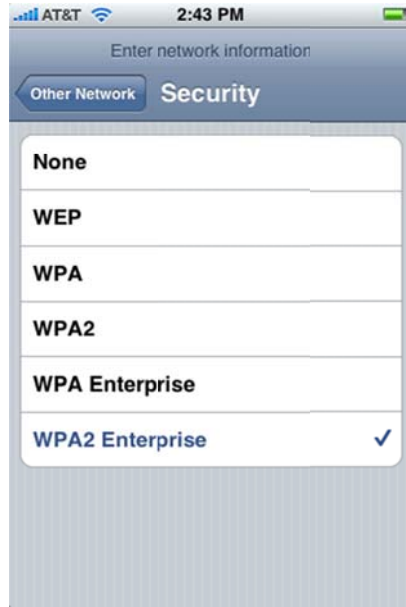 AT&T 2:43 PM
Enter network information
Other Network Security
None
WEP
WPA
WPA2
WPA Enterprise
WPA2 Enterprise